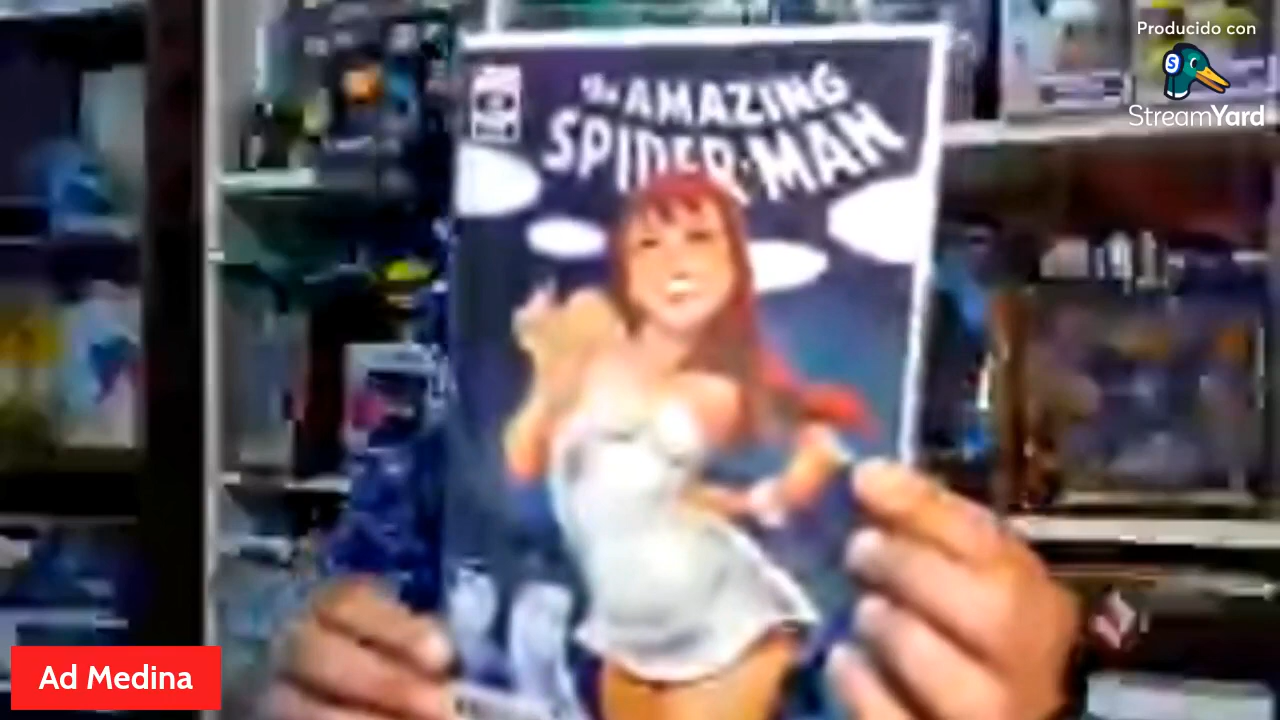 Producido con
StreamYard
The AMAZING
SPIDER-MAN
Ad Medina